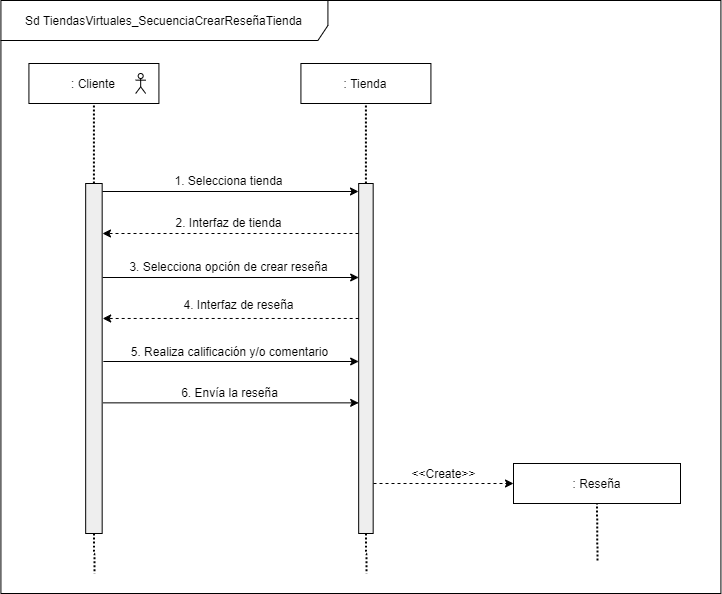 Sd TiendasVirtuales_SecuenciaCrearReseñaTienda
: Cliente
: Tienda
1. Selecciona tienda
2. Interfaz de tienda
3. Selecciona opción de crear reseña
4. Interfaz de reseña
5. Realiza calificación y/o comentario
6. Envía la reseña
<<Create>>
: Reseña